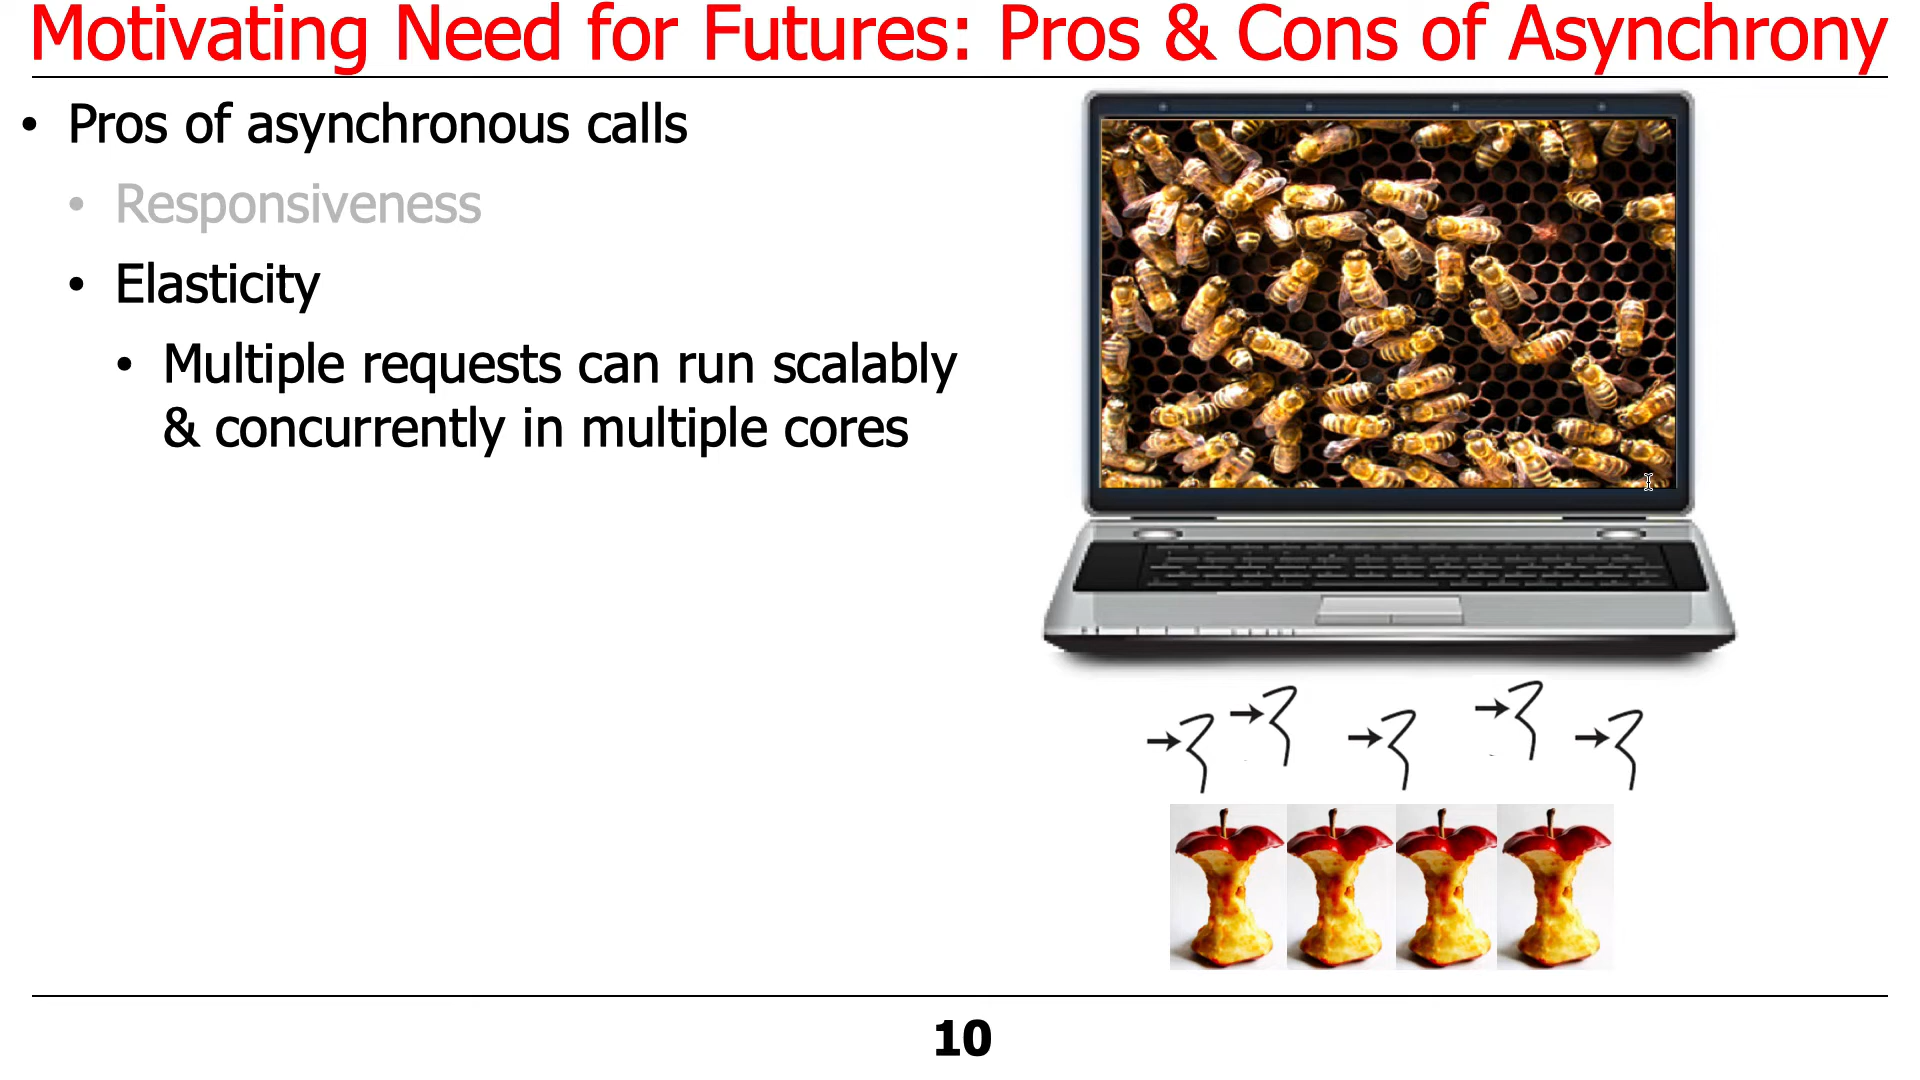 Motivating Need for Futures: Pros & Cons of Asynchrony
• Pros of asynchronous calls
• Responsiveness
• Elasticity
• Multiple requests can run scalably
& concurrently in multiple cores
10